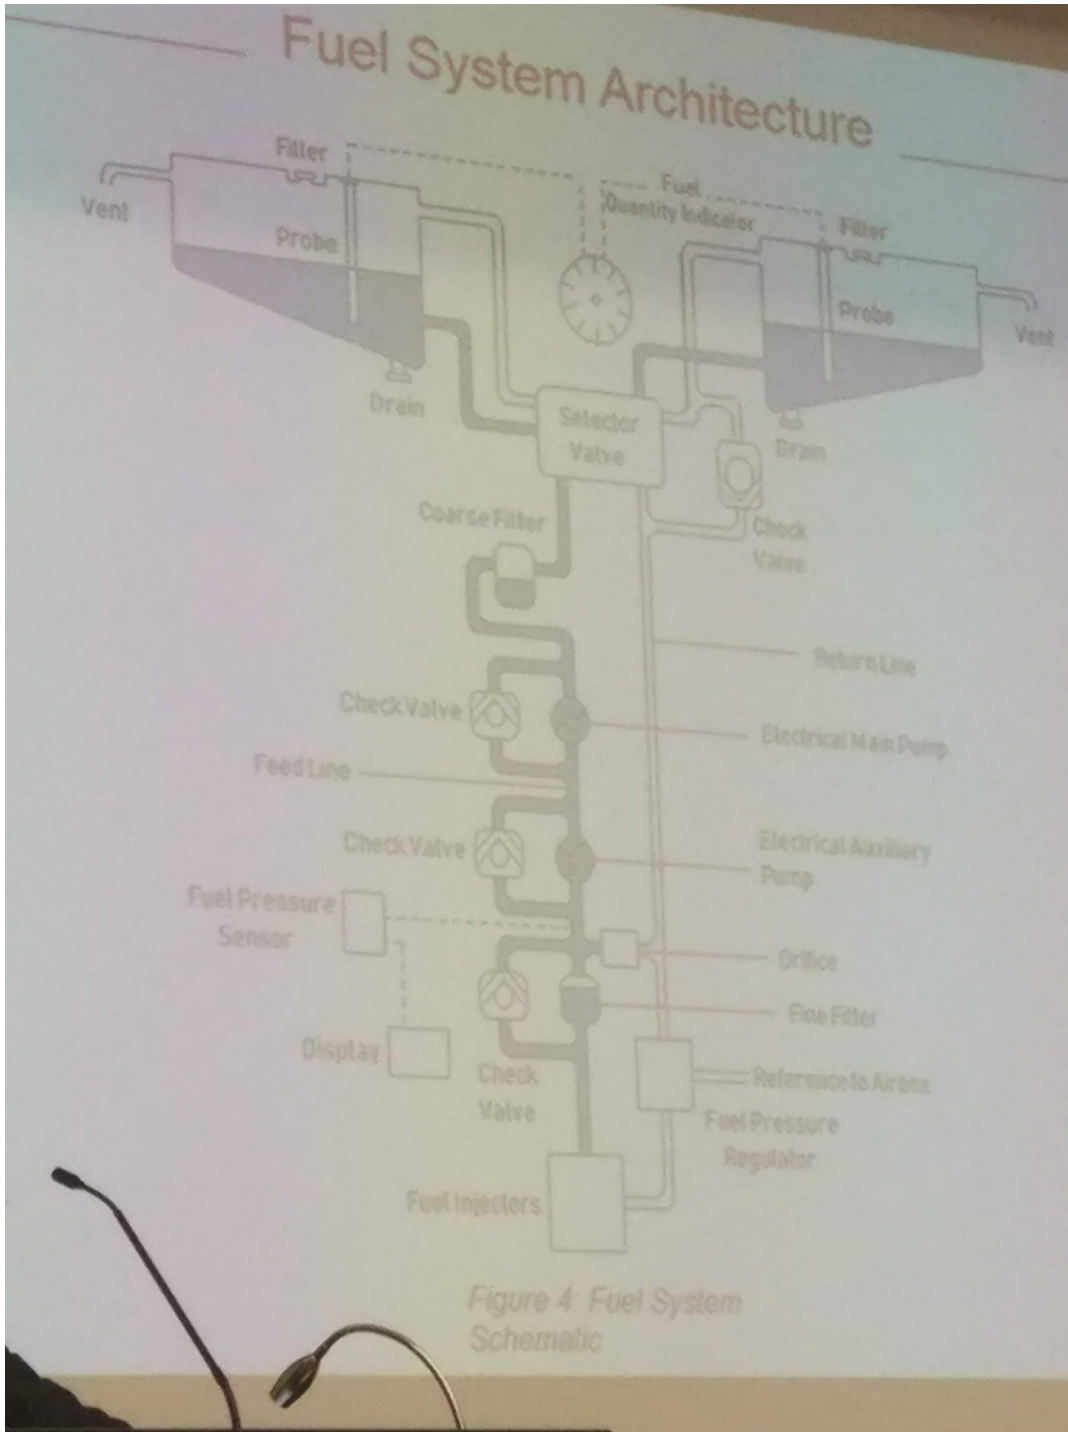 Fuel System Architecture
Filler
Vent
Probe
Drain
Fuel
Quantity Indicator
Filler
Probe
Vent
Drain
Selector
Valve
Coarse Filter
Check
Valve
Return Line
Check Valve
Electrical Main Pump
Feed Line
Check Valve
Electrical Auxiliary
Pump
Fuel Pressure
Sensor
Orifice
Fine Filter
Display
Check
Valve
Reference to Airbox
Fuel Pressure
Regulator
Fuel Injectors
Figure 4 Fuel System
Schematic